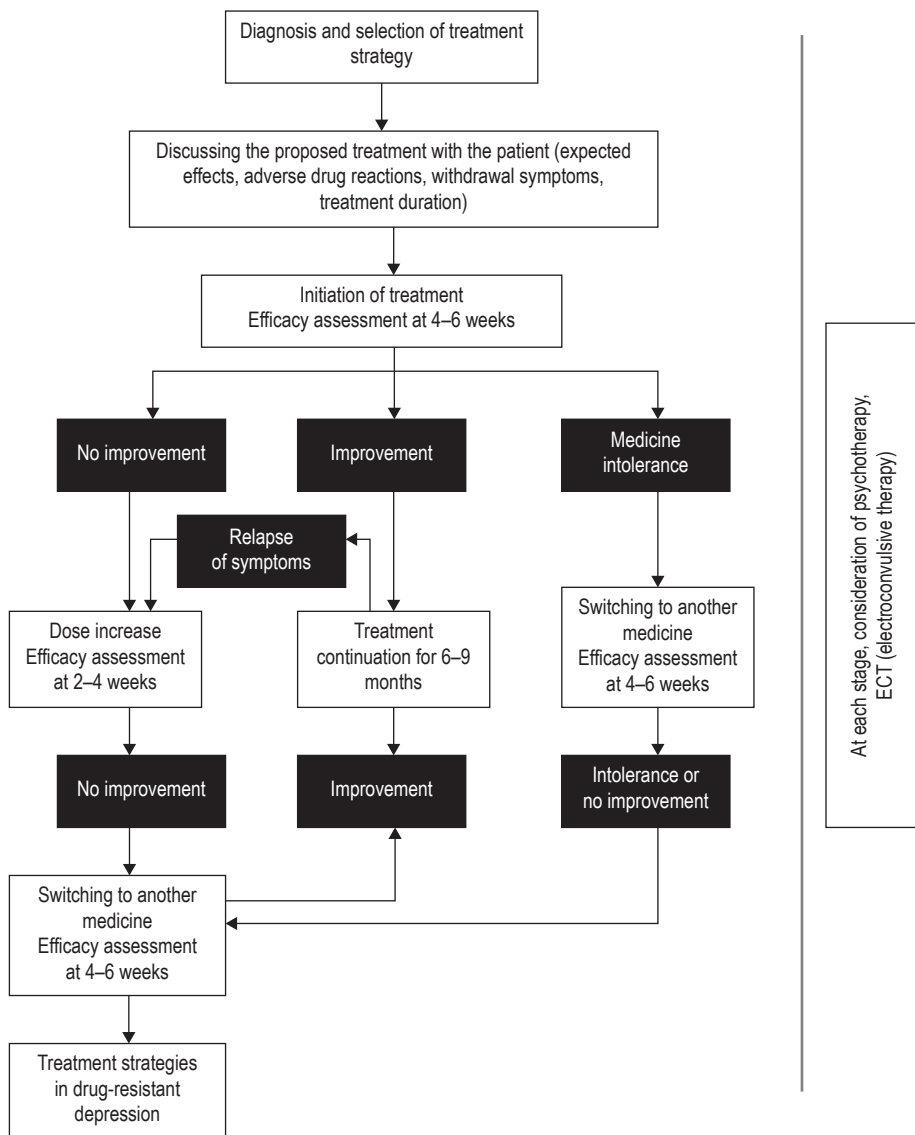 Diagnosis and selection of treatment
strategy
Discussing the proposed treatment with the patient (expected
effects, adverse drug reactions, withdrawal symptoms,
treatment duration)
Initiation of treatment
Efficacy assessment at 4–6 weeks
No improvement
Improvement
Medicine
intolerance
Relapse
of symptoms
Dose increase
Efficacy assessment
at 2–4 weeks
Treatment
continuation for 6–9
months
Switching to another
medicine
Efficacy assessment
at 4–6 weeks
No improvement
Improvement
Intolerance or
no improvement
Switching to another
medicine
Efficacy assessment
at 4–6 weeks
Treatment strategies
in drug-resistant
depression
At each stage, consideration of psychotherapy,
ECT (electroconvulsive therapy)